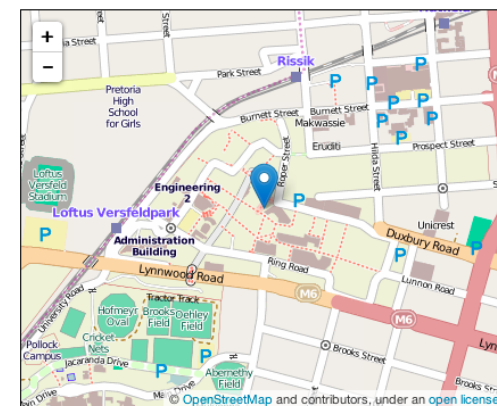 +
−
Street
Rissik
Park Street
P
Pretoria
High
School
for Girls
Burnett Street
Burnett Street
P
P
P
P
P
Makwassie
Eruditi
Prospect Street
Hilda Street
Roper Street
Loftus
Versfeld
Stadium
Engineering
2
P
Loftus Versfeldpark
P
Administration
Building
Unicrest
Duxbury Road
P
Ring Road
Lynnwood Road
Lunnon Road
University Road
M6
Tractor Track
Hofmeyr
Oval
Brooks
Field
Oehley
Field
M6
Pollock
Campus
Cricket
Nets
Jacaranda Drive
P
P
Brooks Street
Abernethy
Field
© OpenStreetMap and contributors, under an open license